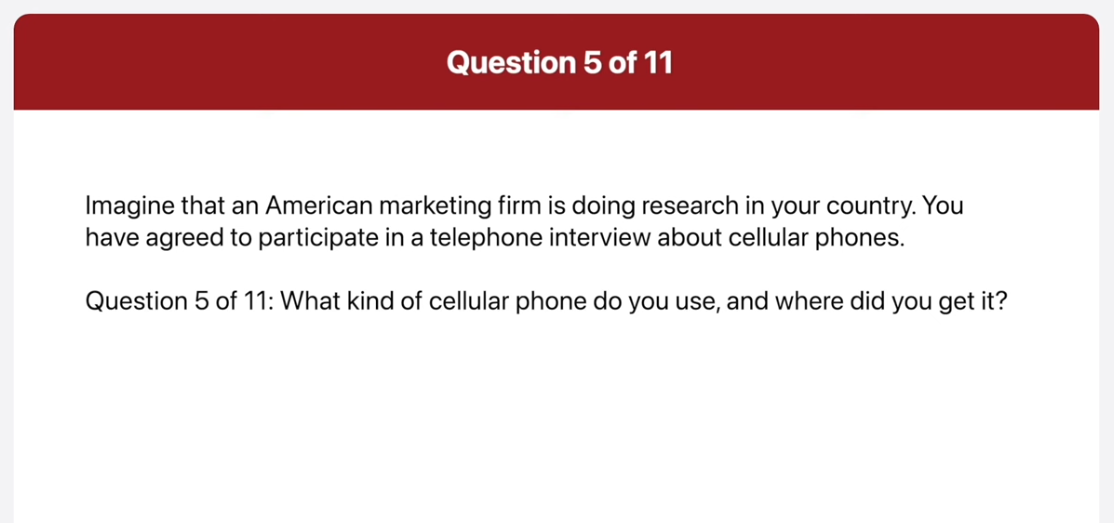 Question 5 of 11
Imagine that an American marketing firm is doing research in your country. You
have agreed to participate in a telephone interview about cellular phones.
Question 5 of 11: What kind of cellular phone do you use, and where did you get it?